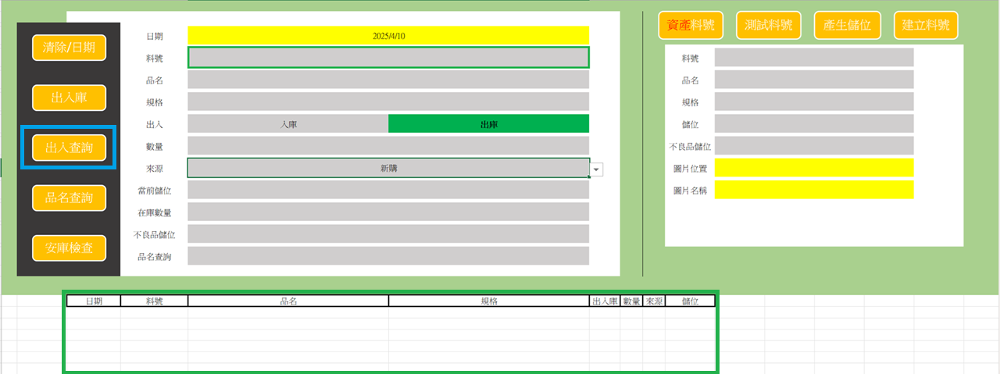 清除/日期
出入庫
出入查詢
品名查詢
安庫檢查
日期 2025/4/10
料號
品名
規格
出入 入庫 出庫
數量
來源 新購
當前儲位
在庫數量
不良品儲位
品名查詢
資產料號 測試料號 產生儲位 建立料號
料號
品名
規格
儲位
不良品儲位
圖片位置
圖片名稱
日期 料號 品名 規格 出入庫 數量 來源 儲位